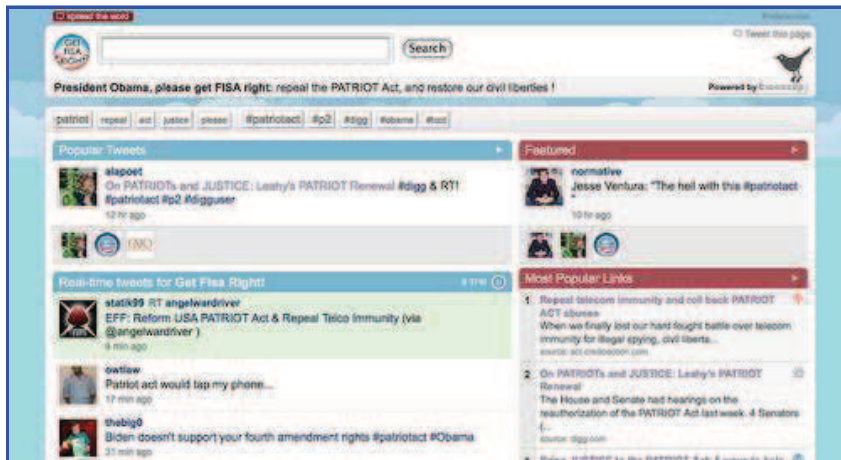 spread the word
Preferences
Tweet this page
GET
FISA
RIGHT
Search
President Obama, please get FISA right: repeal the PATRIOT Act, and restore our civil liberties !
Powered by
patriot repeal act justice please #patriotact #p2 #digg #obama #tcot
Popular Tweets
alapoet
On PATRIOTs and JUSTICE: Leahy's PATRIOT Renewal #digg & RT!
#patriotact #p2 #digguser
12 hr ago
Featured
normative
Jesse Ventura: "The hell with this #patriotact
"
10 hr ago
Real-time tweets for Get Fisa Right!
statik99 RT angelwardriver
EFF: Reform USA PATRIOT Act & Repeal Telco Immunity (via
@angelwardriver )
9 min ago
owtlaw
Patriot act would tap my phone...
17 min ago
thebig0
Biden doesn't support your fourth amendment rights #patriotact #Obama
31 min ago
Most Popular Links
1 Repeal telecom immunity and roll back PATRIOT
ACT abuses
When we finally lost our hard fought battle over telecom
immunity for illegal spying, civil liberta...
source: act.credoaction.com
2 On PATRIOTs and JUSTICE: Leahy's PATRIOT
Renewal
The House and Senate had hearings on the
reauthorization of the PATRIOT Act last week. 4 Senators
(...
source: digg.com